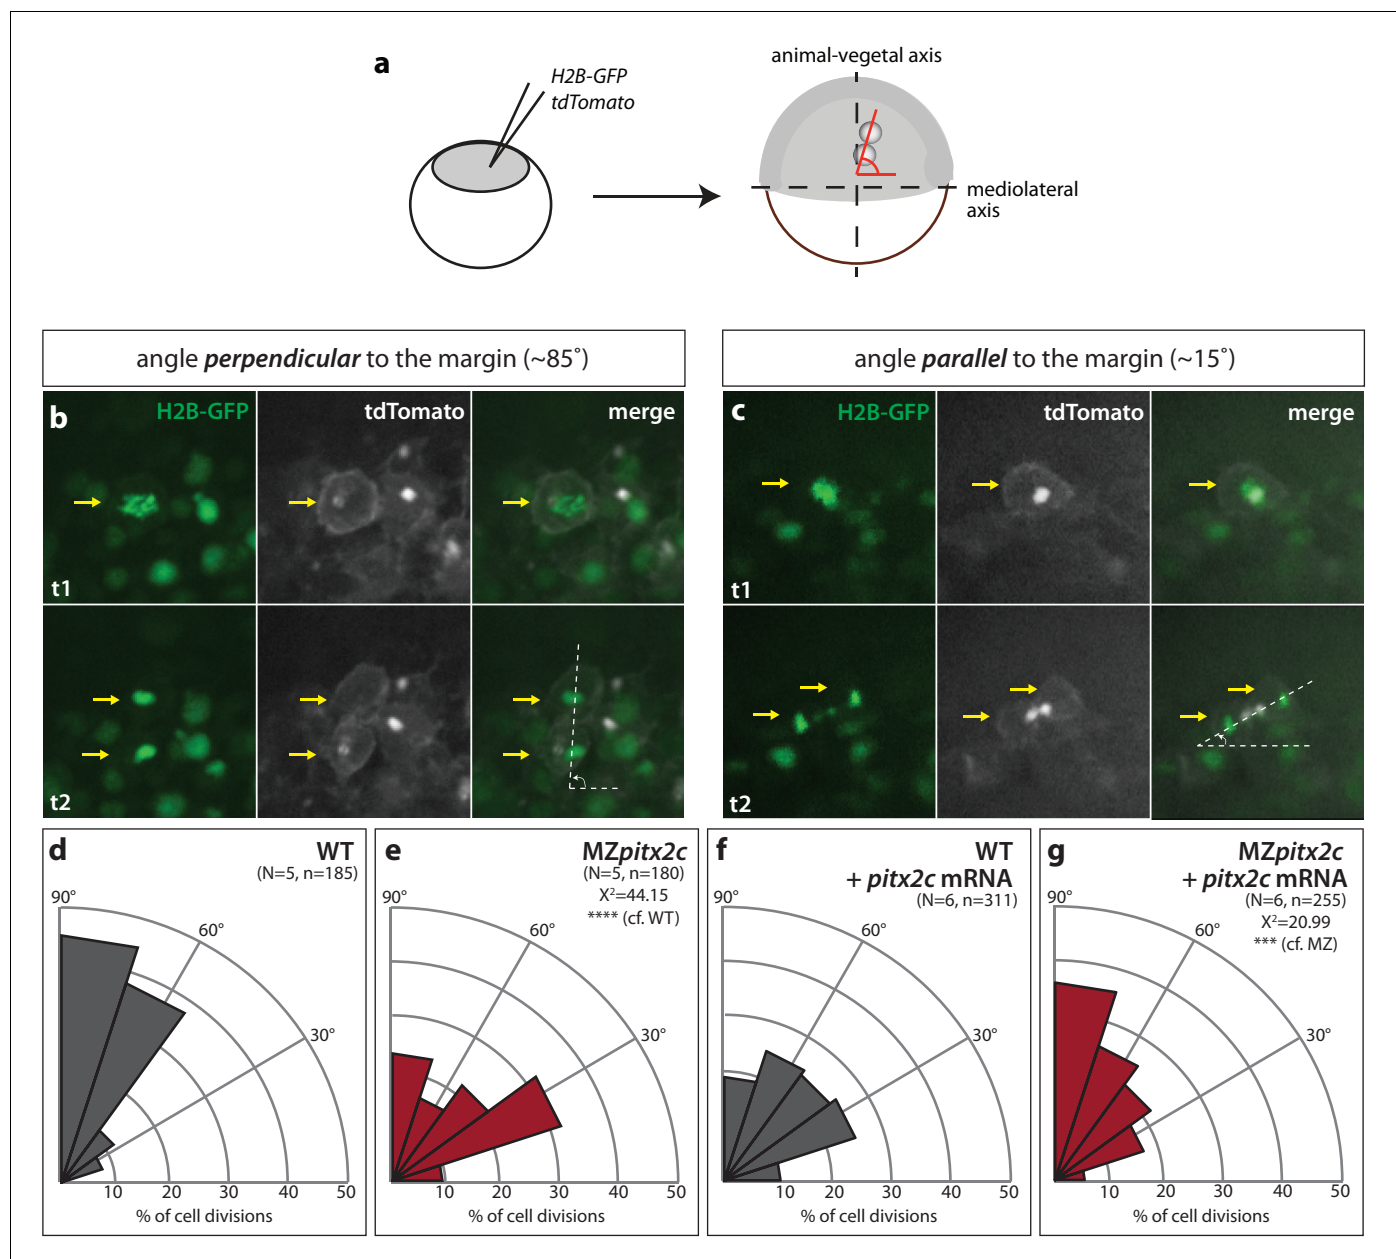 a
H2B-GFP
tdTomato
animal-vegetal axis
mediolateral
axis
angle perpendicular to the margin (~85˚)
b
H2B-GFP
tdTomato
merge
t1
t2
angle parallel to the margin (~15˚)
c
H2B-GFP
tdTomato
merge
t1
t2
d
WT
(N=5, n=185)
90°
60°
30°
10 20 30 40 50
% of cell divisions
e
MZpitx2c
(N=5, n=180)
X²=44.15
**** (cf. WT)
90°
60°
30°
10 20 30 40 50
% of cell divisions
f
WT
+ pitx2c mRNA
(N=6, n=311)
90°
60°
30°
10 20 30 40 50
% of cell divisions
g
MZpitx2c
+ pitx2c mRNA
(N=6, n=255)
X²=20.99
*** (cf. MZ)
90°
60°
30°
10 20 30 40 50
% of cell divisions